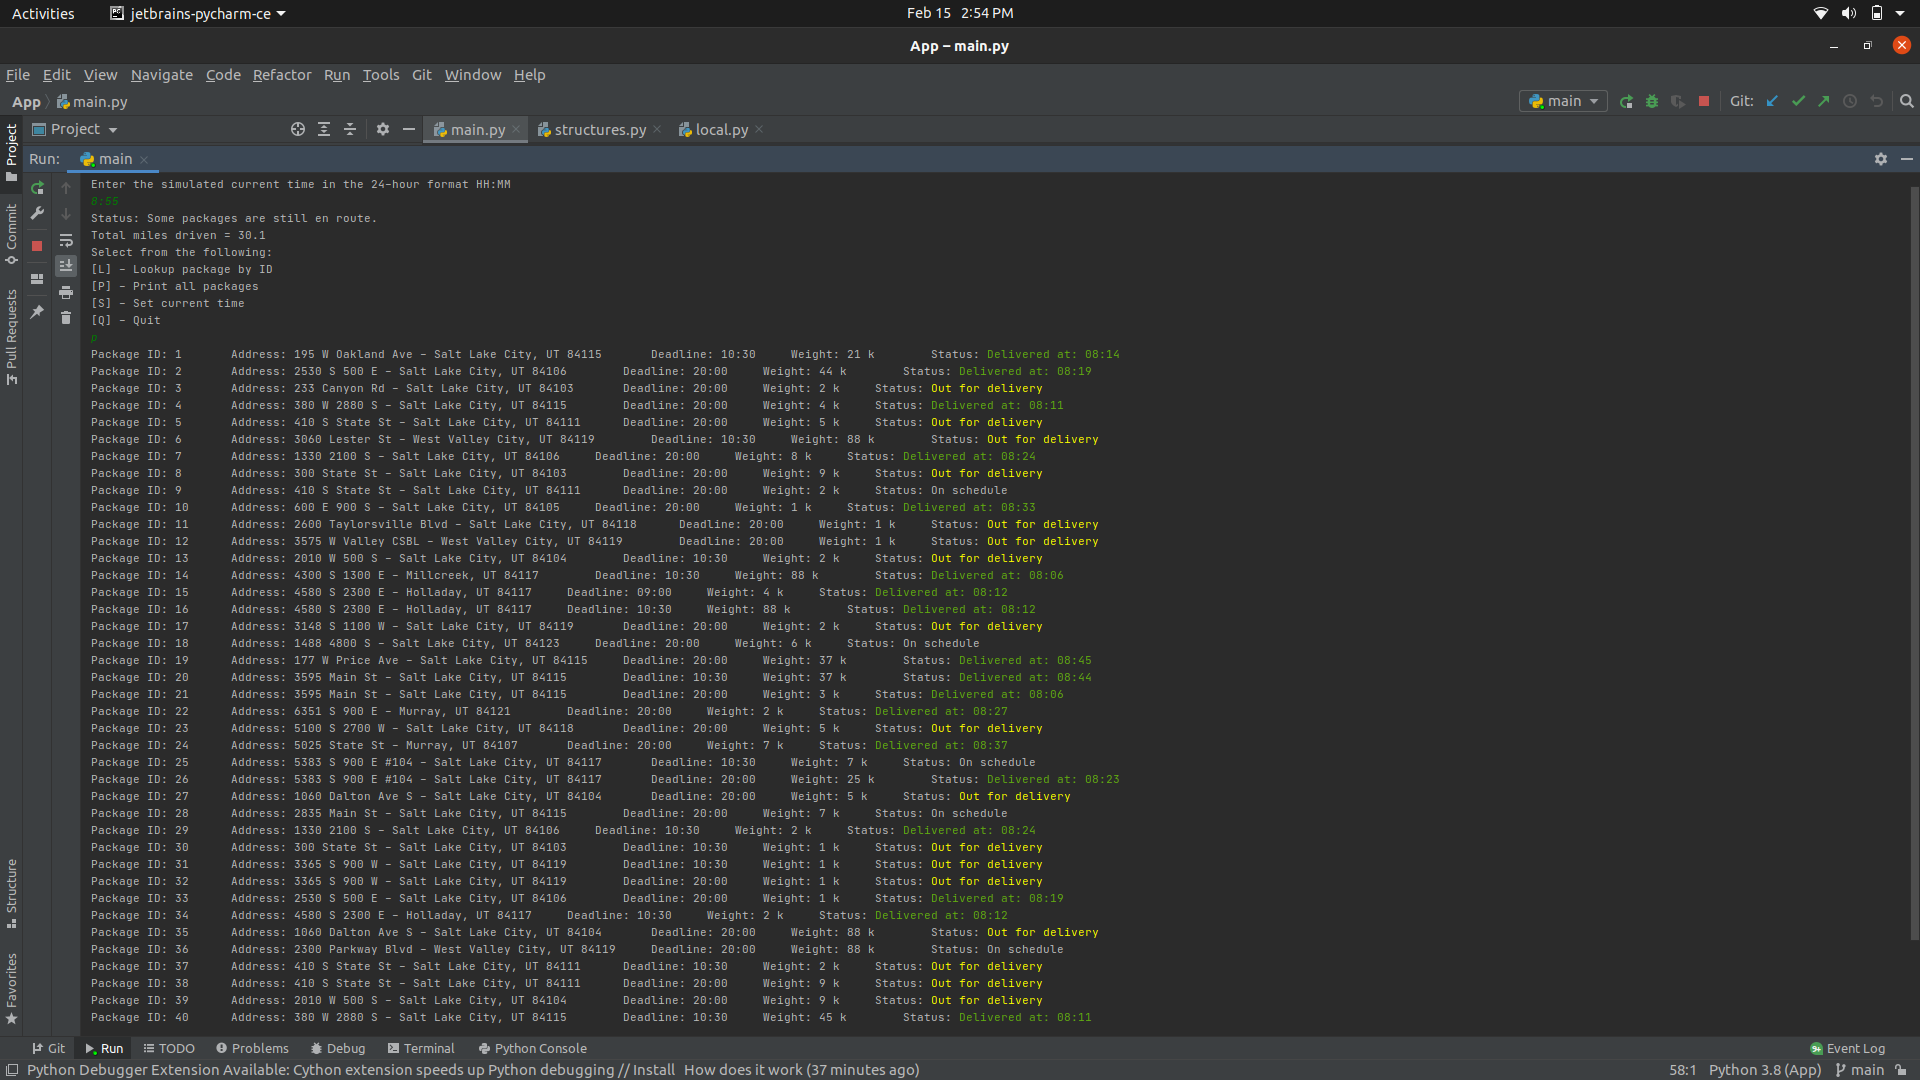 Activities jetbrains-pycharm-ce Feb 15 2:54 PM
App – main.py
File Edit View Navigate Code Refactor Run Tools Git Window Help
App main.py main Git:
Project main.py structures.py local.py
Run: main
Project
Commit
Pull Requests
Structure
Favorites
Enter the simulated current time in the 24-hour format HH:MM
8:55
Status: Some packages are still en route.
Total miles driven = 30.1
Select from the following:
[L] - Lookup package by ID
[P] - Print all packages
[S] - Set current time
[Q] - Quit
p
Package ID: 1 Address: 195 W Oakland Ave - Salt Lake City, UT 84115 Deadline: 10:30 Weight: 21 k Status: Delivered at: 08:14
Package ID: 2 Address: 2530 S 500 E - Salt Lake City, UT 84106 Deadline: 20:00 Weight: 44 k Status: Delivered at: 08:19
Package ID: 3 Address: 233 Canyon Rd - Salt Lake City, UT 84103 Deadline: 20:00 Weight: 2 k Status: Out for delivery
Package ID: 4 Address: 380 W 2880 S - Salt Lake City, UT 84115 Deadline: 20:00 Weight: 4 k Status: Delivered at: 08:11
Package ID: 5 Address: 410 S State St - Salt Lake City, UT 84111 Deadline: 20:00 Weight: 5 k Status: Out for delivery
Package ID: 6 Address: 3060 Lester St - West Valley City, UT 84119 Deadline: 10:30 Weight: 88 k Status: Out for delivery
Package ID: 7 Address: 1330 2100 S - Salt Lake City, UT 84106 Deadline: 20:00 Weight: 8 k Status: Delivered at: 08:24
Package ID: 8 Address: 300 State St - Salt Lake City, UT 84103 Deadline: 20:00 Weight: 9 k Status: Out for delivery
Package ID: 9 Address: 410 S State St - Salt Lake City, UT 84111 Deadline: 20:00 Weight: 2 k Status: On schedule
Package ID: 10 Address: 600 E 900 S - Salt Lake City, UT 84105 Deadline: 20:00 Weight: 1 k Status: Delivered at: 08:33
Package ID: 11 Address: 2600 Taylorsville Blvd - Salt Lake City, UT 84118 Deadline: 20:00 Weight: 1 k Status: Out for delivery
Package ID: 12 Address: 3575 W Valley CSBL - West Valley City, UT 84119 Deadline: 20:00 Weight: 1 k Status: Out for delivery
Package ID: 13 Address: 2010 W 500 S - Salt Lake City, UT 84104 Deadline: 10:30 Weight: 2 k Status: Out for delivery
Package ID: 14 Address: 4300 S 1300 E - Millcreek, UT 84117 Deadline: 10:30 Weight: 88 k Status: Delivered at: 08:06
Package ID: 15 Address: 4580 S 2300 E - Holladay, UT 84117 Deadline: 09:00 Weight: 4 k Status: Delivered at: 08:12
Package ID: 16 Address: 4580 S 2300 E - Holladay, UT 84117 Deadline: 10:30 Weight: 88 k Status: Delivered at: 08:12
Package ID: 17 Address: 3148 S 1100 W - Salt Lake City, UT 84119 Deadline: 20:00 Weight: 2 k Status: Out for delivery
Package ID: 18 Address: 1488 4800 S - Salt Lake City, UT 84123 Deadline: 20:00 Weight: 6 k Status: On schedule
Package ID: 19 Address: 177 W Price Ave - Salt Lake City, UT 84115 Deadline: 20:00 Weight: 37 k Status: Delivered at: 08:45
Package ID: 20 Address: 3595 Main St - Salt Lake City, UT 84115 Deadline: 10:30 Weight: 37 k Status: Delivered at: 08:44
Package ID: 21 Address: 3595 Main St - Salt Lake City, UT 84115 Deadline: 20:00 Weight: 3 k Status: Delivered at: 08:06
Package ID: 22 Address: 6351 S 900 E - Murray, UT 84121 Deadline: 20:00 Weight: 2 k Status: Delivered at: 08:27
Package ID: 23 Address: 5100 S 2700 W - Salt Lake City, UT 84118 Deadline: 20:00 Weight: 5 k Status: Out for delivery
Package ID: 24 Address: 5025 State St - Murray, UT 84107 Deadline: 20:00 Weight: 7 k Status: Delivered at: 08:37
Package ID: 25 Address: 5383 S 900 E #104 - Salt Lake City, UT 84117 Deadline: 10:30 Weight: 7 k Status: On schedule
Package ID: 26 Address: 5383 S 900 E #104 - Salt Lake City, UT 84117 Deadline: 20:00 Weight: 25 k Status: Delivered at: 08:23
Package ID: 27 Address: 1060 Dalton Ave S - Salt Lake City, UT 84104 Deadline: 20:00 Weight: 5 k Status: Out for delivery
Package ID: 28 Address: 2835 Main St - Salt Lake City, UT 84115 Deadline: 20:00 Weight: 7 k Status: On schedule
Package ID: 29 Address: 1330 2100 S - Salt Lake City, UT 84106 Deadline: 10:30 Weight: 2 k Status: Delivered at: 08:24
Package ID: 30 Address: 300 State St - Salt Lake City, UT 84103 Deadline: 10:30 Weight: 1 k Status: Out for delivery
Package ID: 31 Address: 3365 S 900 W - Salt Lake City, UT 84119 Deadline: 10:30 Weight: 1 k Status: Out for delivery
Package ID: 32 Address: 3365 S 900 W - Salt Lake City, UT 84119 Deadline: 20:00 Weight: 1 k Status: Out for delivery
Package ID: 33 Address: 2530 S 500 E - Salt Lake City, UT 84106 Deadline: 20:00 Weight: 1 k Status: Delivered at: 08:19
Package ID: 34 Address: 4580 S 2300 E - Holladay, UT 84117 Deadline: 10:30 Weight: 2 k Status: Delivered at: 08:12
Package ID: 35 Address: 1060 Dalton Ave S - Salt Lake City, UT 84104 Deadline: 20:00 Weight: 88 k Status: Out for delivery
Package ID: 36 Address: 2300 Parkway Blvd - West Valley City, UT 84119 Deadline: 20:00 Weight: 88 k Status: On schedule
Package ID: 37 Address: 410 S State St - Salt Lake City, UT 84111 Deadline: 10:30 Weight: 2 k Status: Out for delivery
Package ID: 38 Address: 410 S State St - Salt Lake City, UT 84111 Deadline: 20:00 Weight: 9 k Status: Out for delivery
Package ID: 39 Address: 2010 W 500 S - Salt Lake City, UT 84104 Deadline: 20:00 Weight: 9 k Status: Out for delivery
Package ID: 40 Address: 380 W 2880 S - Salt Lake City, UT 84115 Deadline: 10:30 Weight: 45 k Status: Delivered at: 08:11
Git Run TODO Problems Debug Terminal Python Console 9+ Event Log
Python Debugger Extension Available: Cython extension speeds up Python debugging // Install How does it work (37 minutes ago) 58:1 Python 3.8 (App) main